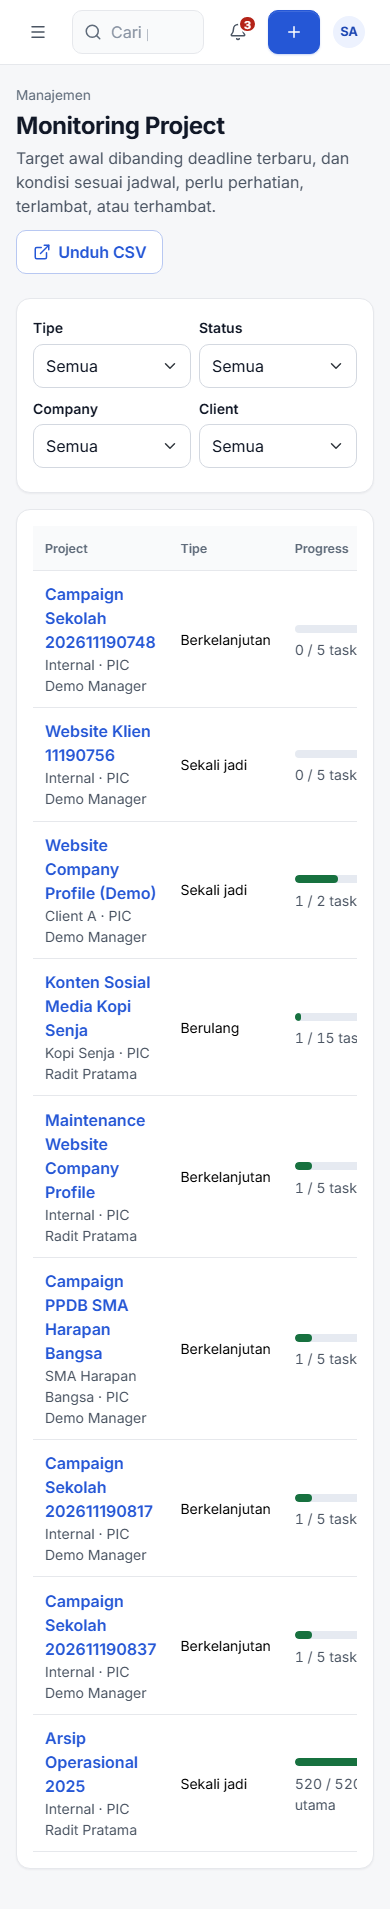 Cari
3
SA
Manajemen
Monitoring Project
Target awal dibanding deadline terbaru, dan
kondisi sesuai jadwal, perlu perhatian,
terlambat, atau terhambat.
Unduh CSV
Tipe
Status
Semua
Semua
Company
Client
Semua
Semua
Project
Tipe
Progress
Campaign
Sekolah
202611190748
Internal · PIC
Demo Manager
Berkelanjutan
0 / 5 task
Website Klien
11190756
Internal · PIC
Demo Manager
Sekali jadi
0 / 5 task
Website
Company
Profile (Demo)
Client A · PIC
Demo Manager
Sekali jadi
1 / 2 task
Konten Sosial
Media Kopi
Senja
Kopi Senja · PIC
Radit Pratama
Berulang
1 / 15 tas
Maintenance
Website
Company
Profile
Internal · PIC
Radit Pratama
Berkelanjutan
1 / 5 task
Campaign
PPDB SMA
Harapan
Bangsa
SMA Harapan
Bangsa · PIC
Demo Manager
Berkelanjutan
1 / 5 task
Campaign
Sekolah
202611190817
Internal · PIC
Demo Manager
Berkelanjutan
1 / 5 task
Campaign
Sekolah
202611190837
Internal · PIC
Demo Manager
Berkelanjutan
1 / 5 task
Arsip
Operasional
2025
Internal · PIC
Radit Pratama
Sekali jadi
520 / 520
utama